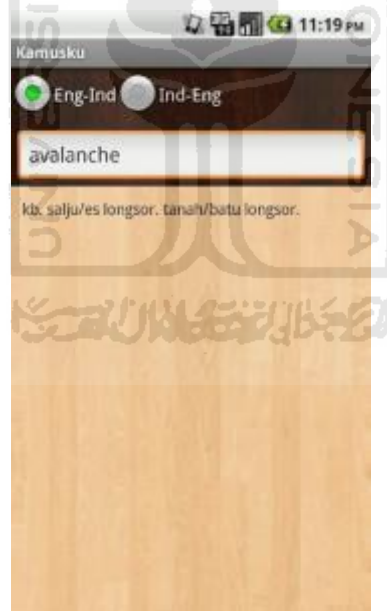 11:19 PM
Kamusku
Eng-Ind Ind-Eng
avalanche
kb. salju/es longsor. tanah/batu longsor.